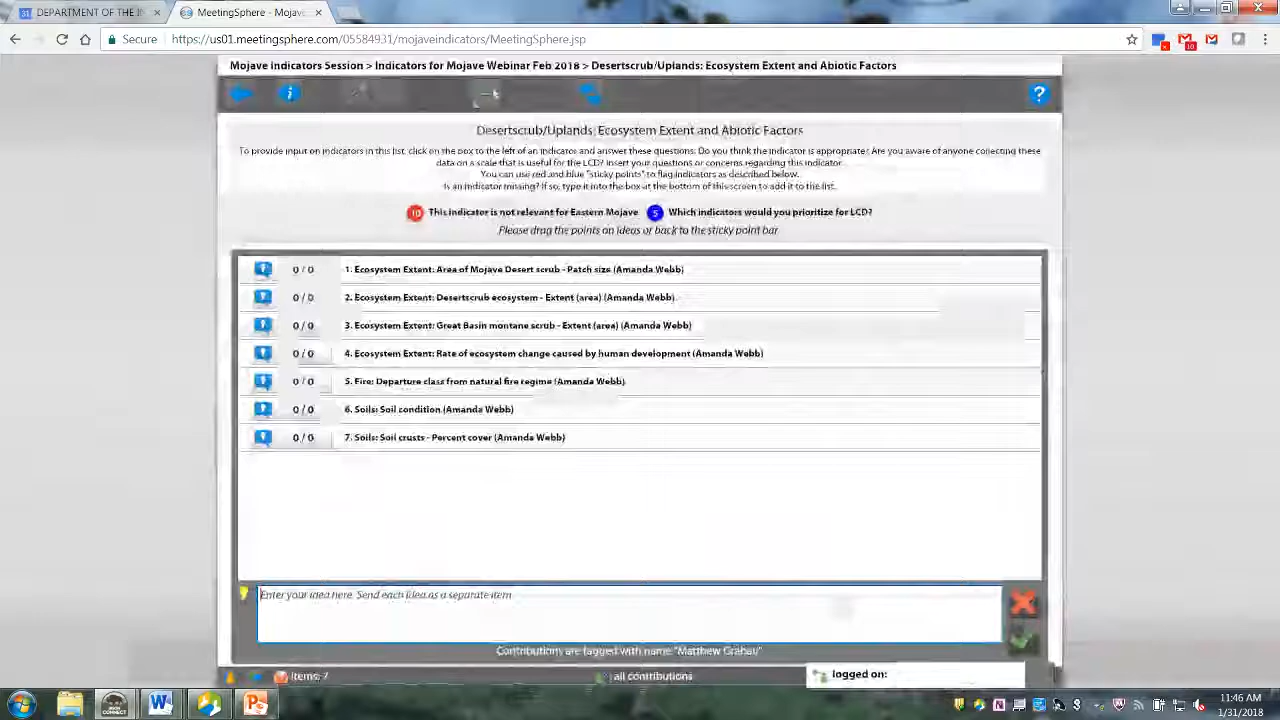 DEPARTMENT OF THE I
MeetingSphere - Mojave
Secure
https://us01.meetingsphere.com/05584931/mojaveindicators/MeetingSphere.jsp
10
Mojave Indicators Session > Indicators for Mojave Webinar Feb 2018 > Desertscrub/Uplands: Ecosystem Extent and Abiotic Factors
?
Desertscrub/Uplands: Ecosystem Extent and Abiotic Factors
To provide input on indicators in this list, click on the box to the left of an indicator and answer these questions: Do you think the indicator is appropriate? Are you aware of anyone collecting these
data on a scale that is useful for the LCD? Insert your questions or concerns regarding this indicator.
You can use red and blue "sticky points" to flag indicators as described below.
Is an indicator missing? If so, type it into the box at the bottom of this screen to add it to the list.
10 This indicator is not relevant for Eastern Mojave 5 Which indicators would you prioritize for LCD?
Please drag the points on ideas or back to the sticky point bar
0 / 0 1. Ecosystem Extent: Area of Mojave Desert scrub - Patch size (Amanda Webb)
0 / 0 2. Ecosystem Extent: Desertscrub ecosystem - Extent (area) (Amanda Webb)
0 / 0 3. Ecosystem Extent: Great Basin montane scrub - Extent (area) (Amanda Webb)
0 / 0 4. Ecosystem Extent: Rate of ecosystem change caused by human development (Amanda Webb)
0 / 0 5. Fire: Departure class from natural fire regime (Amanda Webb)
0 / 0 6. Soils: Soil condition (Amanda Webb)
0 / 0 7. Soils: Soil crusts - Percent cover (Amanda Webb)
Enter your idea here. Send each idea as a separate item
Contributions are tagged with name "Matthew Graham"
Items: 7
all contributions
logged on:
11:46 AM
1/31/2018